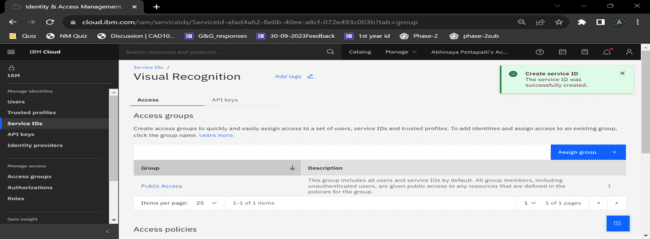 Identity & Access Management
cloud.ibm.com/iam/serviceids/ServiceId-afad4a62-8e6b-40ee-a8cf-072e493c003b?tab=group
Quiz NM Quiz Discussion | CAD10... G&G_responses 30-09-2023Feedback 1st year id Phase-2 phase-2sub
IBM Cloud Search resources and products... Catalog Manage Abhinaya Pottapalli's Ac...
IAM
Manage identities
Users
Trusted profiles
Service IDs
API keys
Identity providers
Manage access
Access groups
Authorizations
Roles
Gain insight
Service IDs /
Visual Recognition Add tags
Create service ID
The service ID was
successfully created.
Access API keys
Access groups
Create access groups to quickly and easily assign access to a set of users, service IDs and trusted profiles. To add identities and assign access to an existing group,
click the group name. Learn more.
Assign group +
Group Description
Public Access
This group includes all users and service IDs by default. All group members, including
unauthenticated users, are given public access to any resources that are defined in the
policies for the group.
Items per page: 25 1-1 of 1 items 1 1 of 1 pages
Access policies